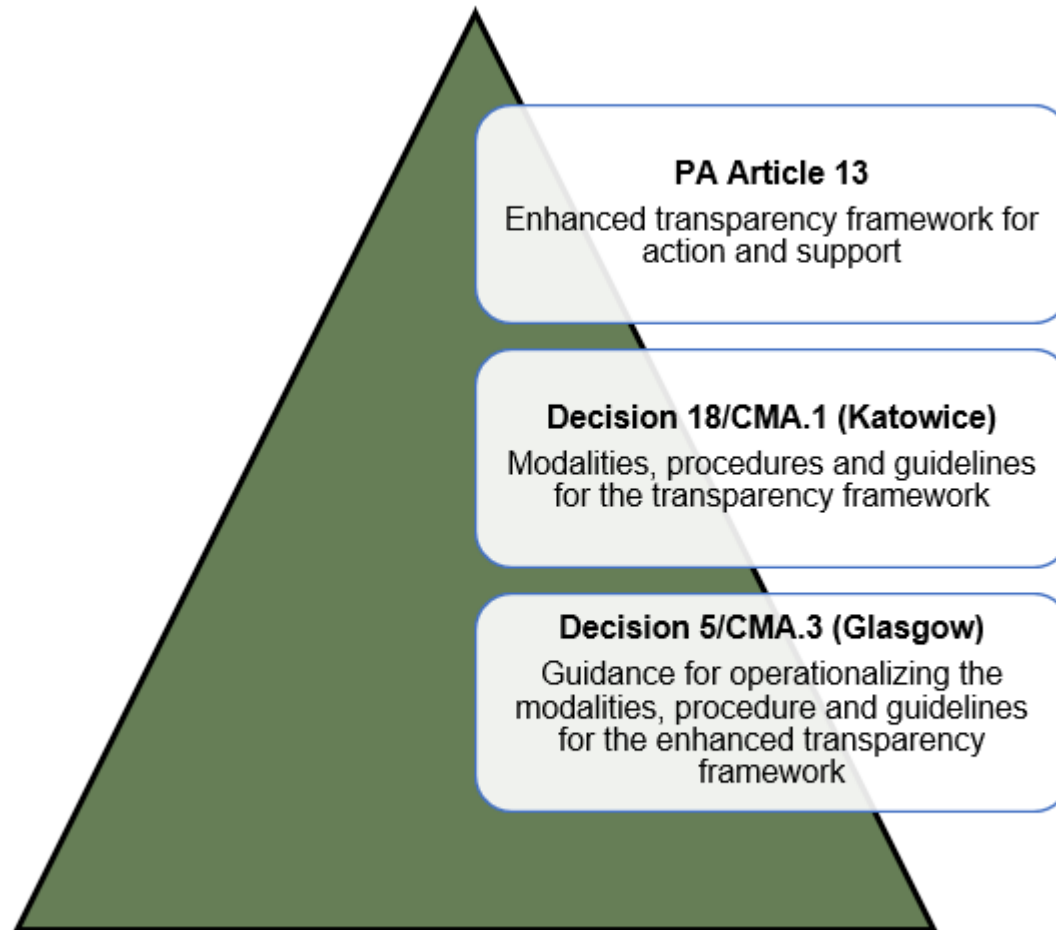 PA Article 13
Enhanced transparency framework for
action and support
Decision 18/CMA.1 (Katowice)
Modalities, procedures and guidelines
for the transparency framework
Decision 5/CMA.3 (Glasgow)
Guidance for operationalizing the
modalities, procedure and guidelines
for the enhanced transparency
framework